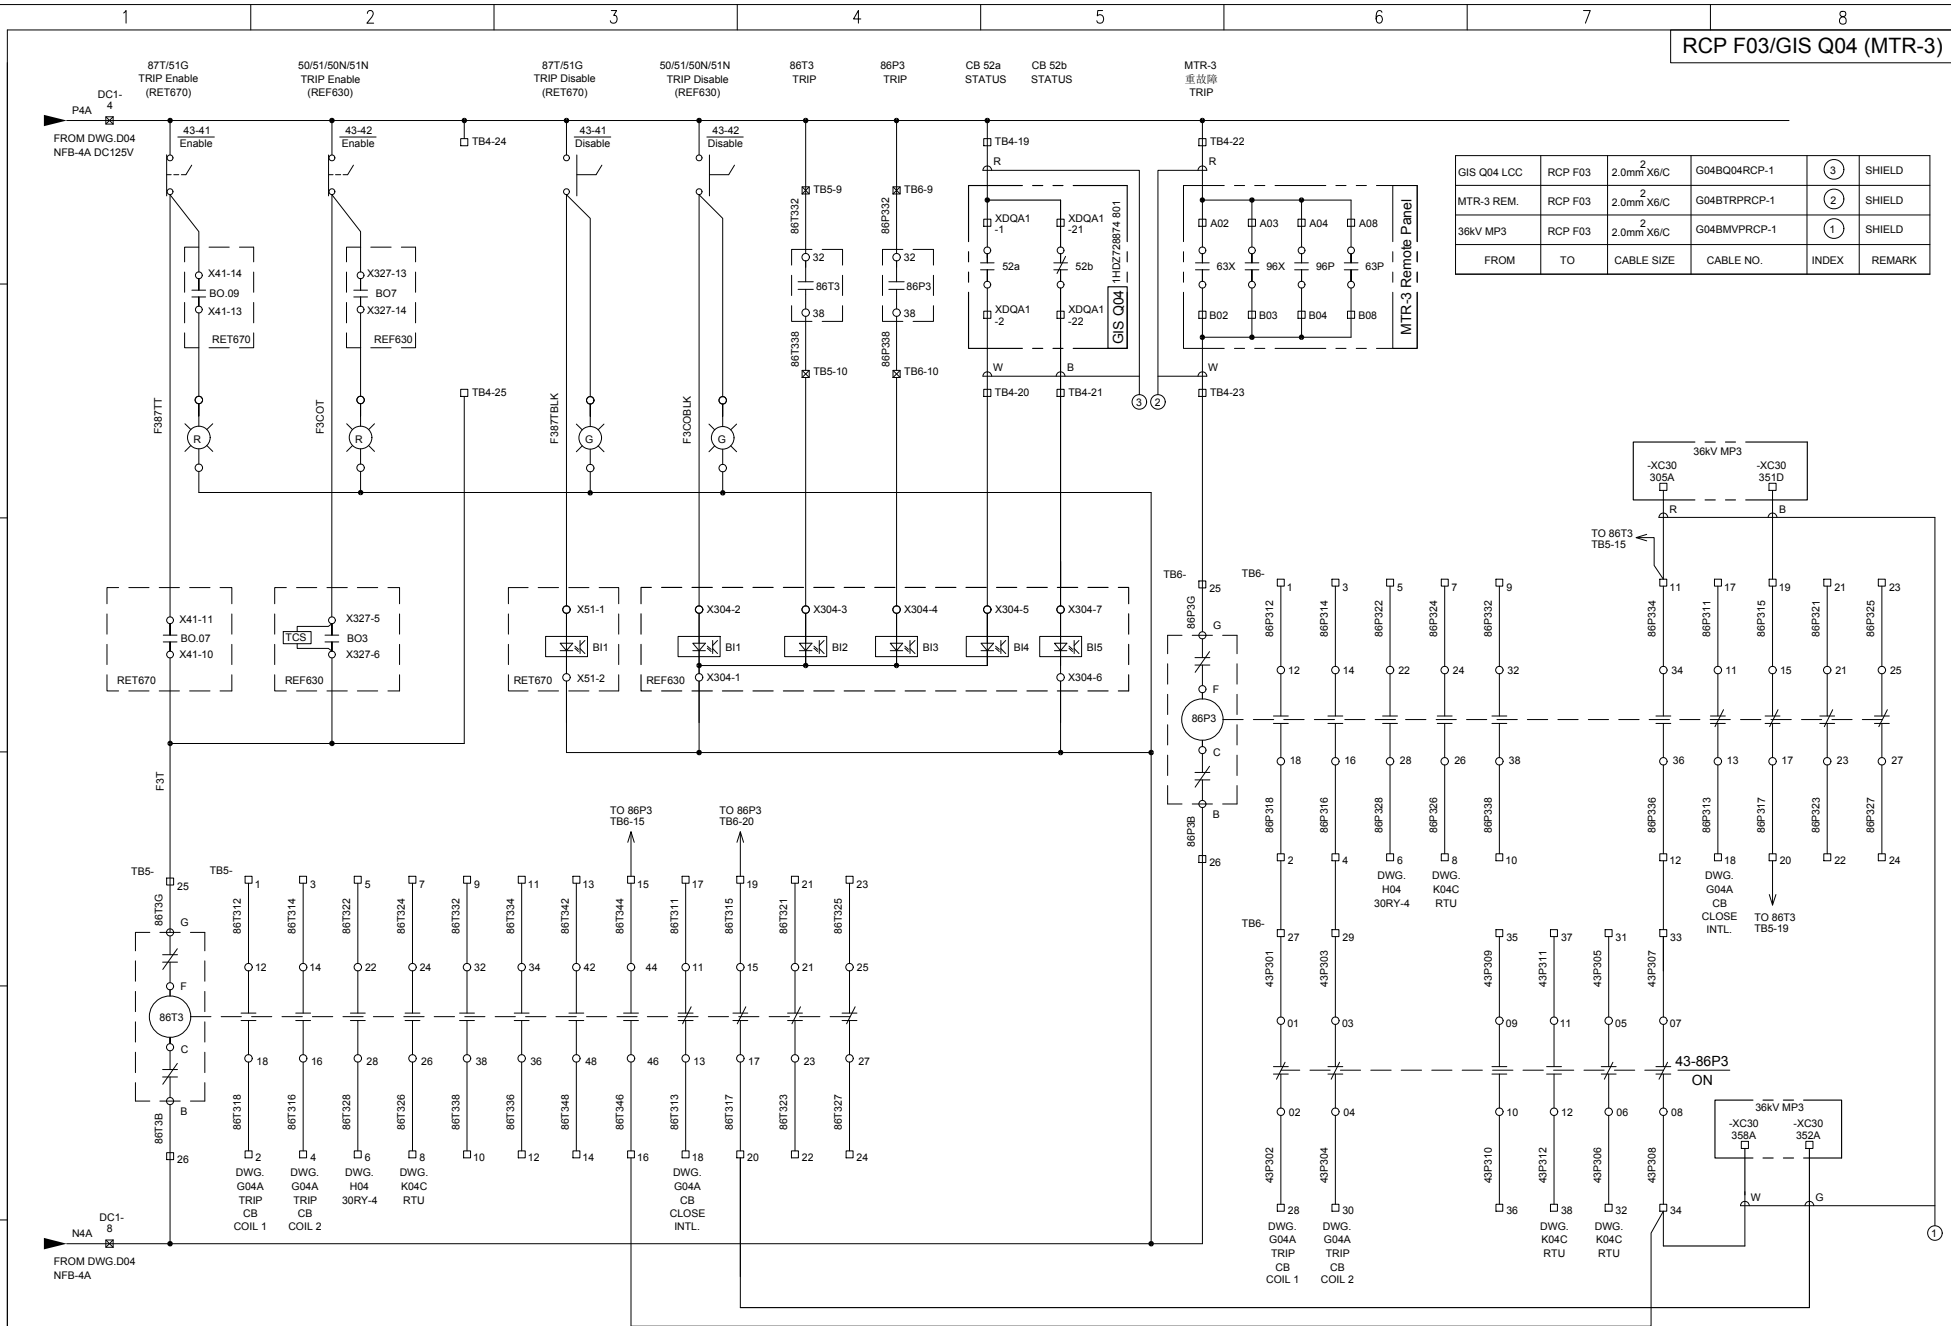 1 2 3 4 5 6 7 8
RCP F03/GIS Q04 (MTR-3)
87T/51G
TRIP Enable
(RET670)
50/51/50N/51N
TRIP Enable
(REF630)
87T/51G
TRIP Disable
(RET670)
50/51/50N/51N
TRIP Disable
(REF630)
86T3
TRIP
86P3
TRIP
CB 52a
STATUS
CB 52b
STATUS
MTR-3
重故障
TRIP
P4A
DC1-
4
FROM DWG.D04
NFB-4A DC125V
43-41
Enable
43-42
Enable
TB4-24
43-41
Disable
43-42
Disable
TB4-19
TB4-22
R
R
TB5-9
TB6-9
86T332
86P332
XDQA1
-1
XDQA1
-21
A02 A03 A04 A08
32
32
52a
52b
63X 96X 96P 63P
86T3
86P3
38
38
XDQA1
-2
XDQA1
-22
B02 B03 B04 B08
GIS Q04
1HDZ728874 801
MTR-3 Remote Panel
86T338
86P338
TB5-10
TB6-10
W
B
W
TB4-20
TB4-21
3
2
TB4-23
GIS Q04 LCC RCP F03 2.0mm2 X6/C G04BQ04RCP-1 3 SHIELD
MTR-3 REM. RCP F03 2.0mm2 X6/C G04BTRPRCP-1 2 SHIELD
36kV MP3 RCP F03 2.0mm2 X6/C G04BMVPRCP-1 1 SHIELD
FROM TO CABLE SIZE CABLE NO. INDEX REMARK
X41-14
BO.09
X41-13
RET670
X327-13
BO7
X327-14
REF630
TB4-25
F387TT
F3COT
F387TBLK
F3COBLK
R
R
G
G
X41-11
BO.07
X41-10
RET670
X327-5
TCS
BO3
X327-6
REF630
X51-1
BI1
X51-2
RET670
X304-2 X304-3 X304-4 X304-5 X304-7
BI1 BI2 BI3 BI4 BI5
REF630
X304-1
X304-6
36kV MP3
-XC30
305A
-XC30
351D
R
B
TO 86T3
TB5-15
TB6-
25
86P3G
G
F
86P3
C
B
86P3B
26
TB6-
1 3 5 7 9 11 17 19 21 23
86P312 86P314 86P322 86P324 86P332 86P334 86P311 86P315 86P321 86P325
12 14 22 24 32 34 11 15 21 25
18 16 28 26 38 36 13 17 23 27
86P318 86P316 86P328 86P326 86P338 86P336 86P313 86P317 86P323 86P327
2 4 6 8 10 12 18 20 22 24
DWG.
H04
30RY-4
DWG.
K04C
RTU
DWG.
G04A
CB
CLOSE
INTL.
TO 86T3
TB5-19
TB6-
27 29 35 37 31 33
43P301 43P303 43P309 43P311 43P305 43P307
01 03 09 11 05 07
43-86P3
ON
02 04 10 12 06 08
43P302 43P304 43P310 43P312 43P306 43P308
28 30 36 38 32 34
DWG.
G04A
TRIP
CB
COIL 1
DWG.
G04A
TRIP
CB
COIL 2
DWG.
K04C
RTU
DWG.
K04C
RTU
36kV MP3
-XC30
358A
-XC30
352A
W
G
1
F3T
TO 86P3
TB6-15
TO 86P3
TB6-20
TB5-
25
86T3G
G
F
86T3
C
B
86T3B
26
TB5-
1 3 5 7 9 11 13 15 17 19 21 23
86T312 86T314 86T322 86T324 86T332 86T334 86T342 86T344 86T311 86T315 86T321 86T325
12 14 22 24 32 34 42 44 11 15 21 25
18 16 28 26 38 36 48 46 13 17 23 27
86T318 86T316 86T328 86T326 86T338 86T336 86T348 86T346 86T313 86T317 86T323 86T327
2 4 6 8 10 12 14 16 18 20 22 24
DWG.
G04A
TRIP
CB
COIL 1
DWG.
G04A
TRIP
CB
COIL 2
DWG.
H04
30RY-4
DWG.
K04C
RTU
DWG.
G04A
CB
CLOSE
INTL.
N4A
DC1-
8
FROM DWG.D04
NFB-4A